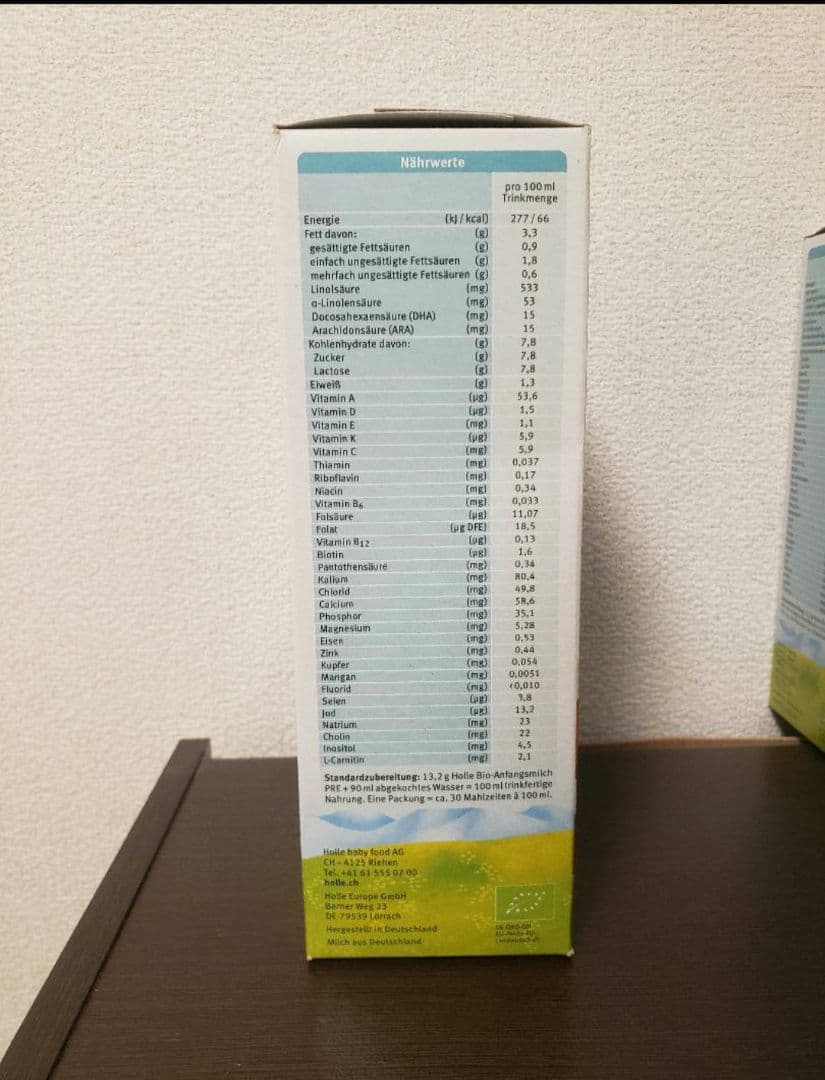 Nährwerte
pro 100 ml
Trinkmenge
Energie (kJ / kcal) 277 / 66
Fett davon: (g) 3,3
gesättigte Fettsäuren (g) 0,9
einfach ungesättigte Fettsäuren (g) 1,8
mehrfach ungesättigte Fettsäuren (g) 0,6
Linolsäure (mg) 533
α-Linolensäure (mg) 53
Docosahexaensäure (DHA) (mg) 15
Arachidonsäure (ARA) (mg) 15
Kohlenhydrate davon: (g) 7,8
Zucker (g) 7,8
Lactose (g) 7,8
Eiweiß (g) 1,3
Vitamin A (µg) 53,6
Vitamin D (µg) 1,5
Vitamin E (mg) 1,1
Vitamin K (µg) 5,9
Vitamin C (mg) 5,9
Thiamin (mg) 0,037
Riboflavin (mg) 0,17
Niacin (mg) 0,34
Vitamin B6 (mg) 0,033
Folsäure (µg) 11,07
Folat (µg DFE) 18,5
Vitamin B12 (µg) 0,13
Biotin (µg) 1,6
Pantothensäure (mg) 0,34
Kalium (mg) 80,4
Chlorid (mg) 49,8
Calcium (mg) 58,6
Phosphor (mg) 35,1
Magnesium (mg) 5,28
Eisen (mg) 0,53
Zink (mg) 0,44
Kupfer (mg) 0,054
Mangan (mg) 0,0051
Fluorid (mg) <0,010
Selen (µg) 3,8
Jod (µg) 13,2
Natrium (mg) 23
Cholin (mg) 22
Inositol (mg) 4,5
L-Carnitin (mg) 2,1
Standardzubereitung: 13,2 g Holle Bio-Anfangsmilch
PRE + 90 ml abgekochtes Wasser = 100 ml trinkfertige
Nahrung. Eine Packung = ca. 30 Mahlzeiten à 100 ml.
Holle baby food AG
CH - 4125 Riehen
Tel. +41 61 555 07 00
holle.ch
Holle Europe GmbH
Berner Weg 23
DE-79539 Lörrach
Hergestellt in Deutschland
Milch aus Deutschland